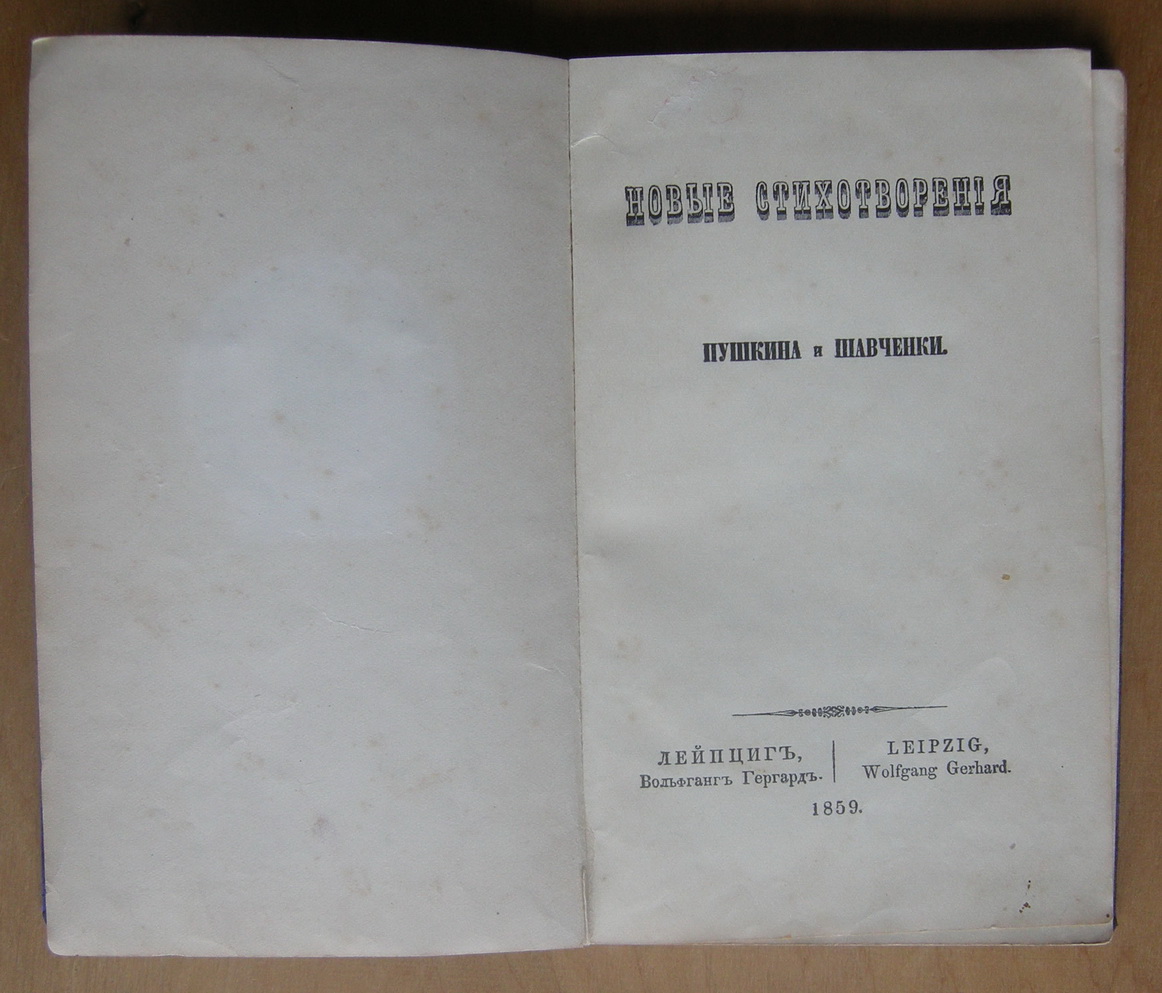 НОВЫЕ СТИХОТВОРЕНІЯ
ПУШКИНА и ШАВЧЕНКИ.
ЛЕЙПЦИГЪ,
Вольфгангъ Гергардъ.
LEIPZIG,
Wolfgang Gerhard.
1859.